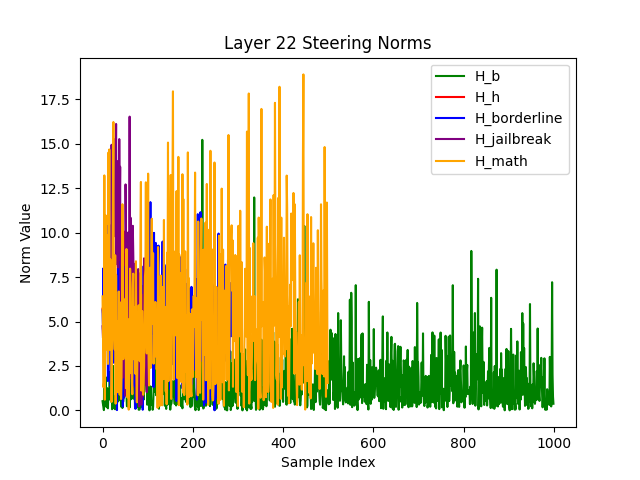 Layer 22 Steering Norms
H_b
H_h
H_borderline
H_jailbreak
H_math
Norm Value
17.5
15.0
12.5
10.0
7.5
5.0
2.5
0.0
0
200
400
600
800
1000
Sample Index